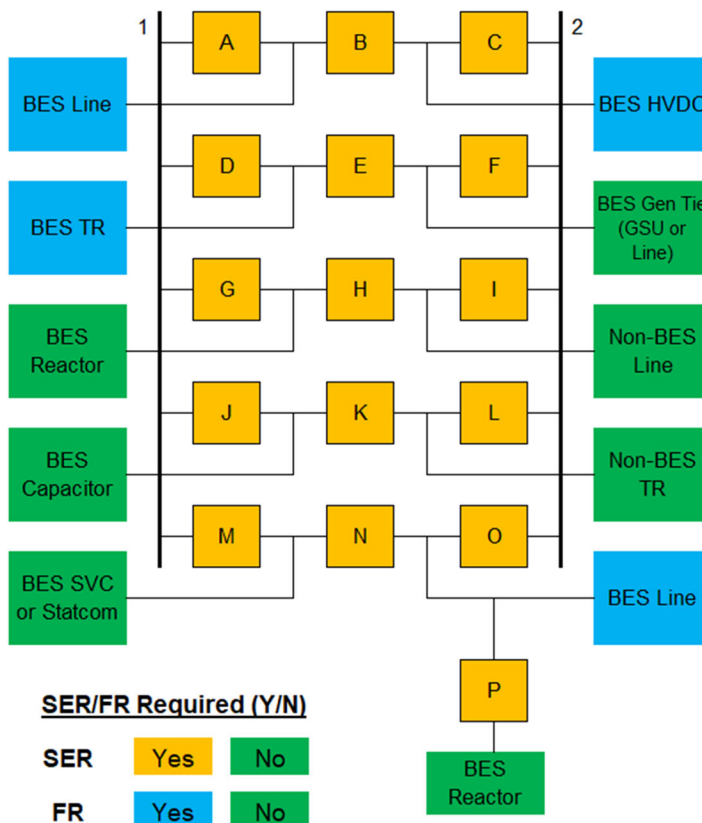 1
A
B
C
2
BES Line
BES HVDC
D
E
F
BES TR
BES Gen Tie
(GSU or
Line)
G
H
I
BES
Reactor
Non-BES
Line
J
K
L
BES
Capacitor
Non-BES
TR
M
N
O
BES SVC
or Statcom
BES Line
P
SER/FR Required (Y/N)
SER
Yes
No
BES
Reactor
FR
Yes
No